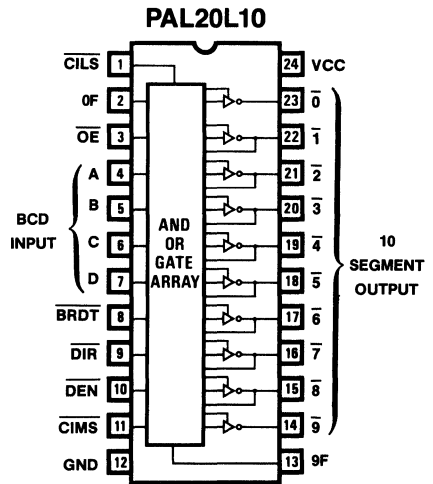 PAL20L10
CILS 1 24 VCC
0F 2 23 0
OE 3 22 1
A 4 21 2
B 5 20 3
C 6 19 4
D 7 18 5
BRDT 8 17 6
DIR 9 16 7
DEN 10 15 8
CIMS 11 14 9
GND 12 13 9F
BCD
INPUT
AND
OR
GATE
ARRAY
10
SEGMENT
OUTPUT